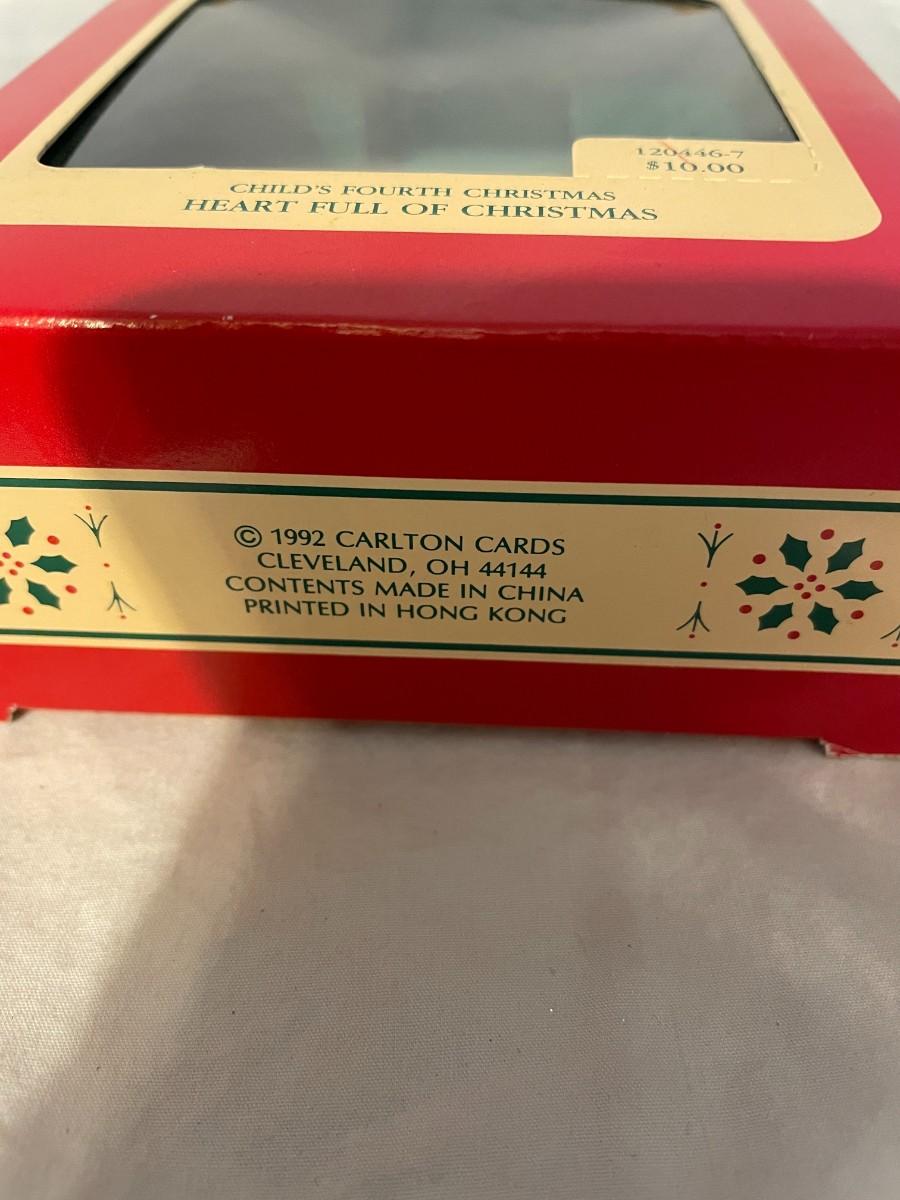 120446-7
$10.00
CHILD'S FOURTH CHRISTMAS
HEART FULL OF CHRISTMAS
© 1992 CARLTON CARDS
CLEVELAND, OH 44144
CONTENTS MADE IN CHINA
PRINTED IN HONG KONG